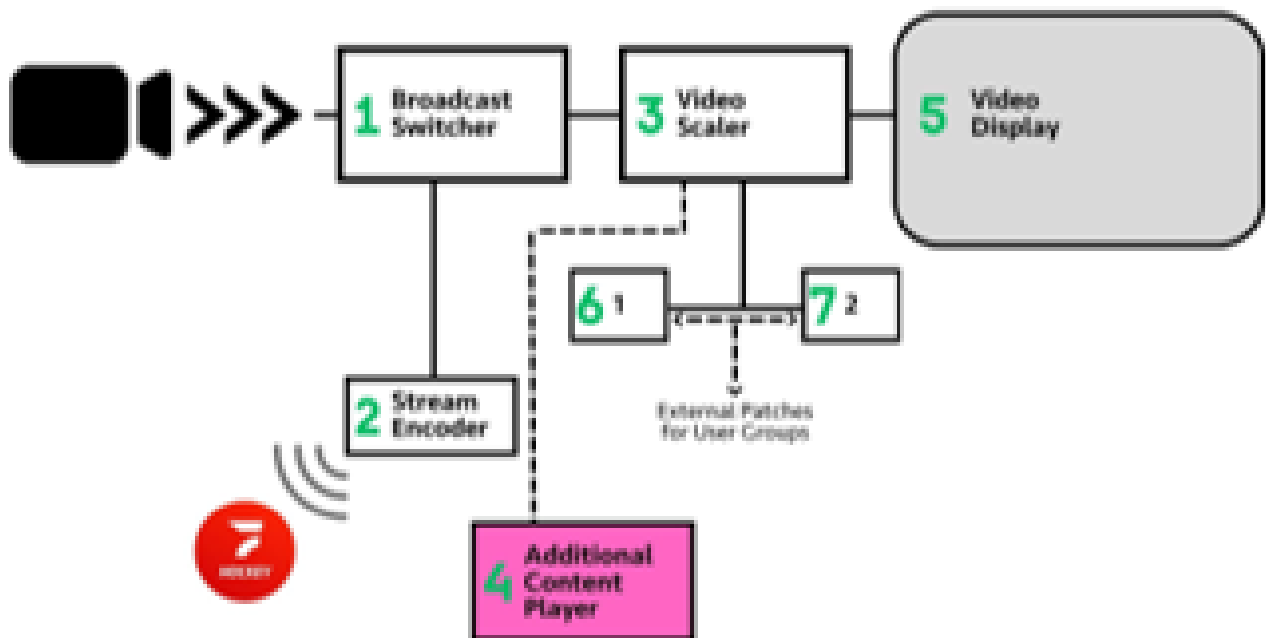 1 Broadcast
Switcher
3 Video
Scaler
5 Video
Display
6 1
7 2
2 Stream
Encoder
External Patches
for User Groups
HOCKEY
4 Additional
Content
Player